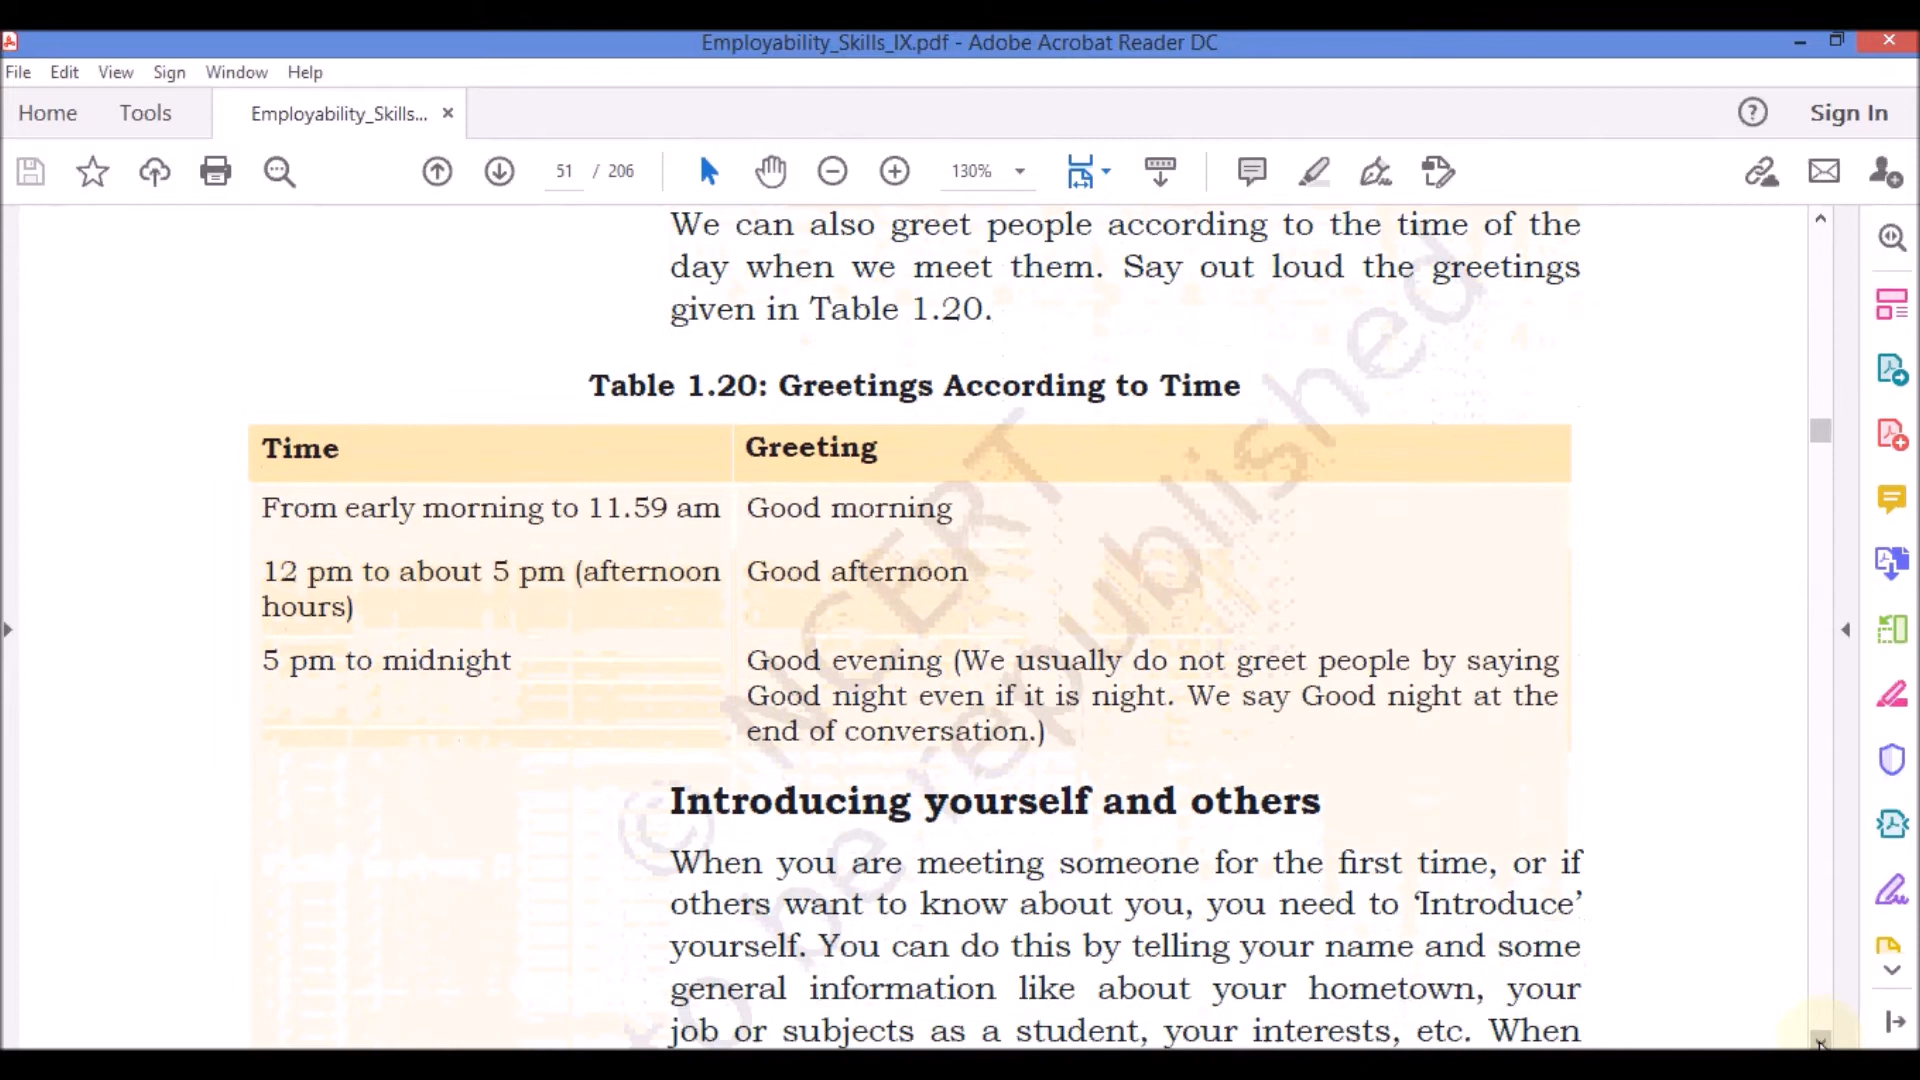 Employability_Skills_IX.pdf - Adobe Acrobat Reader DC
File Edit View Sign Window Help
Home Tools Employability_Skills... × Sign In
51 / 206 130%
We can also greet people according to the time of the
day when we meet them. Say out loud the greetings
given in Table 1.20.
Table 1.20: Greetings According to Time
Time Greeting
From early morning to 11.59 am Good morning
12 pm to about 5 pm (afternoon Good afternoon
hours)
5 pm to midnight Good evening (We usually do not greet people by saying
Good night even if it is night. We say Good night at the
end of conversation.)
Introducing yourself and others
When you are meeting someone for the first time, or if
others want to know about you, you need to ‘Introduce’
yourself. You can do this by telling your name and some
general information like about your hometown, your
job or subjects as a student, your interests, etc. When
© NCERT
o be republished